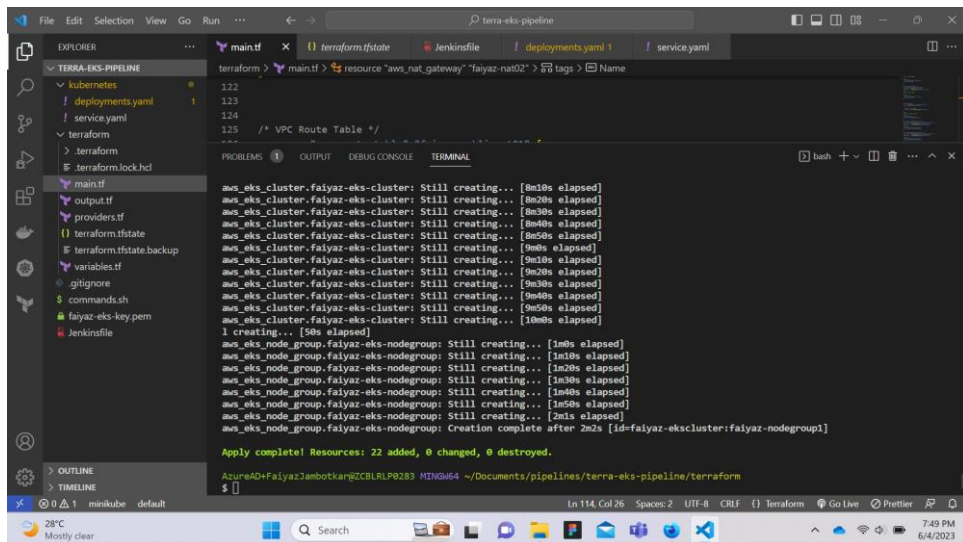 File Edit Selection View Go Run ··· terra-eks-pipeline
EXPLORER ···
main.tf
terraform.tfstate
Jenkinsfile
deployments.yaml 1
service.yaml
TERRA-EKS-PIPELINE
kubernetes
deployments.yaml 1
service.yaml
terraform
.terraform
.terraform.lock.hcl
main.tf
output.tf
providers.tf
terraform.tfstate
terraform.tfstate.backup
variables.tf
.gitignore
commands.sh
faiyaz-eks-key.pem
Jenkinsfile
OUTLINE
TIMELINE
terraform > main.tf > resource "aws_nat_gateway" "faiyaz-nat02" > tags > Name
122
123
124
125 /* VPC Route Table */
PROBLEMS 1 OUTPUT DEBUG CONSOLE TERMINAL bash
aws_eks_cluster.faiyaz-eks-cluster: Still creating... [8m10s elapsed]
aws_eks_cluster.faiyaz-eks-cluster: Still creating... [8m20s elapsed]
aws_eks_cluster.faiyaz-eks-cluster: Still creating... [8m30s elapsed]
aws_eks_cluster.faiyaz-eks-cluster: Still creating... [8m40s elapsed]
aws_eks_cluster.faiyaz-eks-cluster: Still creating... [8m50s elapsed]
aws_eks_cluster.faiyaz-eks-cluster: Still creating... [9m0s elapsed]
aws_eks_cluster.faiyaz-eks-cluster: Still creating... [9m10s elapsed]
aws_eks_cluster.faiyaz-eks-cluster: Still creating... [9m20s elapsed]
aws_eks_cluster.faiyaz-eks-cluster: Still creating... [9m30s elapsed]
aws_eks_cluster.faiyaz-eks-cluster: Still creating... [9m40s elapsed]
aws_eks_cluster.faiyaz-eks-cluster: Still creating... [9m50s elapsed]
aws_eks_cluster.faiyaz-eks-cluster: Still creating... [10m0s elapsed]
l creating... [50s elapsed]
aws_eks_node_group.faiyaz-eks-nodegroup: Still creating... [1m0s elapsed]
aws_eks_node_group.faiyaz-eks-nodegroup: Still creating... [1m10s elapsed]
aws_eks_node_group.faiyaz-eks-nodegroup: Still creating... [1m20s elapsed]
aws_eks_node_group.faiyaz-eks-nodegroup: Still creating... [1m30s elapsed]
aws_eks_node_group.faiyaz-eks-nodegroup: Still creating... [1m40s elapsed]
aws_eks_node_group.faiyaz-eks-nodegroup: Still creating... [1m50s elapsed]
aws_eks_node_group.faiyaz-eks-nodegroup: Still creating... [2m1s elapsed]
aws_eks_node_group.faiyaz-eks-nodegroup: Creation complete after 2m2s [id=faiyaz-ekscluster:faiyaz-nodegroup1]
Apply complete! Resources: 22 added, 0 changed, 0 destroyed.
AzureAD+FaiyazJambotkar@ZCBLRLP0283 MINGW64 ~/Documents/pipelines/terra-eks-pipeline/terraform
$
0 1 minikube default Ln 114, Col 26 Spaces: 2 UTF-8 CRLF {} Terraform Go Live Prettier
28°C
Mostly clear
Search
7:49 PM
6/4/2023